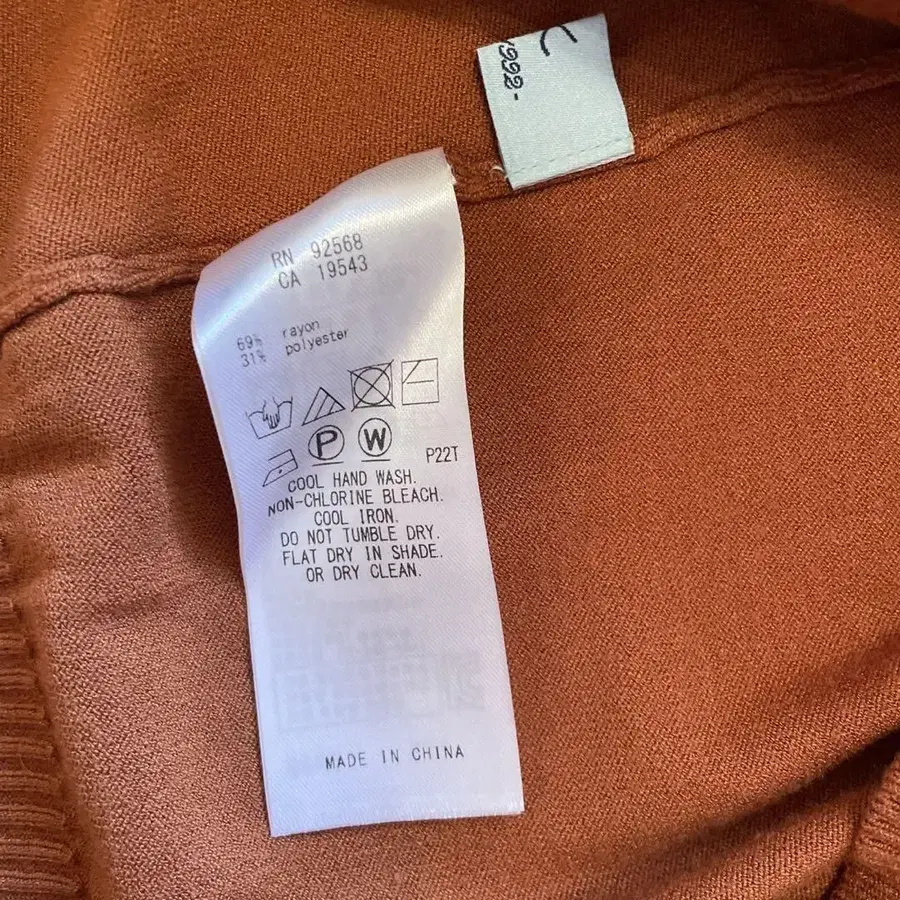 RN 92568
CA 19543
69% rayon
31% polyester
P
W
P22T
COOL HAND WASH.
NON-CHLORINE BLEACH.
COOL IRON.
DO NOT TUMBLE DRY.
FLAT DRY IN SHADE.
OR DRY CLEAN.
MADE IN CHINA